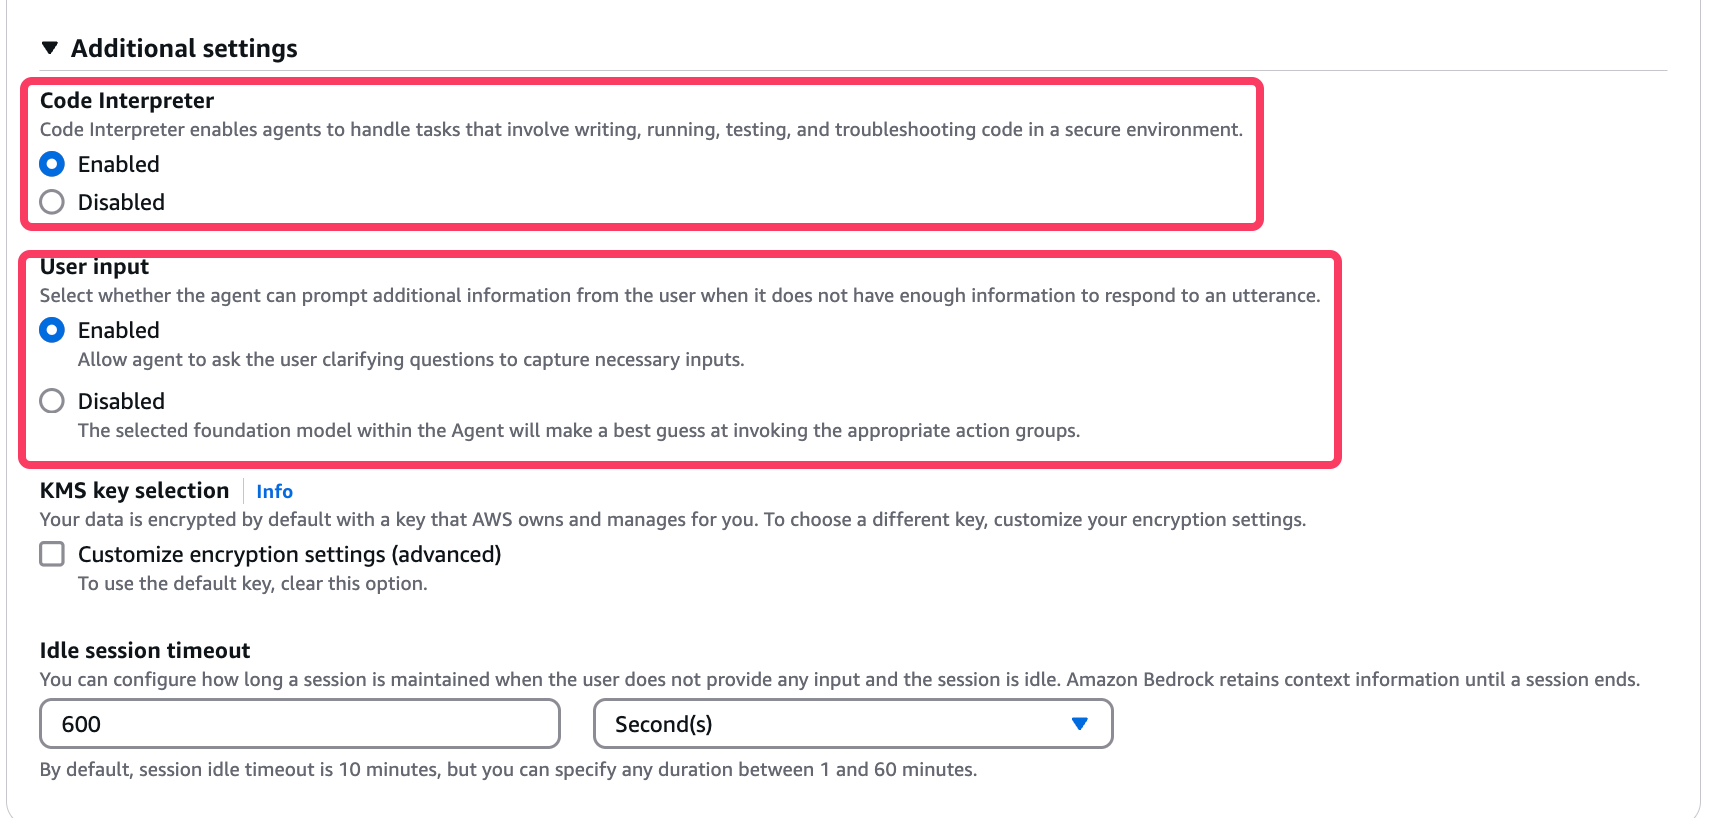 Additional settings
Code Interpreter
Code Interpreter enables agents to handle tasks that involve writing, running, testing, and troubleshooting code in a secure environment.
Enabled
Disabled
User input
Select whether the agent can prompt additional information from the user when it does not have enough information to respond to an utterance.
Enabled
Allow agent to ask the user clarifying questions to capture necessary inputs.
Disabled
The selected foundation model within the Agent will make a best guess at invoking the appropriate action groups.
KMS key selection Info
Your data is encrypted by default with a key that AWS owns and manages for you. To choose a different key, customize your encryption settings.
Customize encryption settings (advanced)
To use the default key, clear this option.
Idle session timeout
You can configure how long a session is maintained when the user does not provide any input and the session is idle. Amazon Bedrock retains context information until a session ends.
600 Second(s)
By default, session idle timeout is 10 minutes, but you can specify any duration between 1 and 60 minutes.